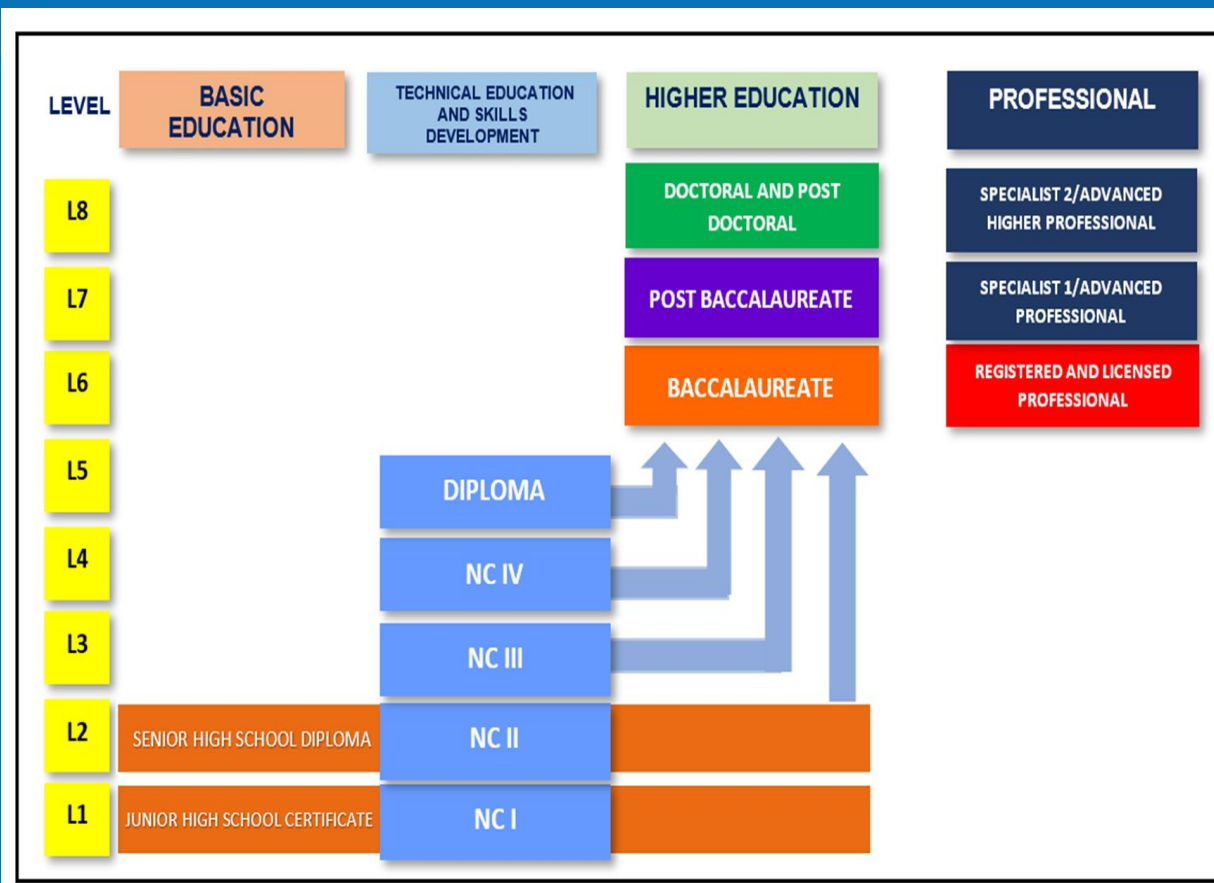 LEVEL
BASIC
EDUCATION
TECHNICAL EDUCATION
AND SKILLS
DEVELOPMENT
HIGHER EDUCATION
PROFESSIONAL
L8
DOCTORAL AND POST
DOCTORAL
SPECIALIST 2/ADVANCED
HIGHER PROFESSIONAL
L7
POST BACCALAUREATE
SPECIALIST 1/ADVANCED
PROFESSIONAL
L6
BACCALAUREATE
REGISTERED AND LICENSED
PROFESSIONAL
L5
DIPLOMA
L4
NC IV
L3
NC III
L2
SENIOR HIGH SCHOOL DIPLOMA
NC II
L1
JUNIOR HIGH SCHOOL CERTIFICATE
NC I